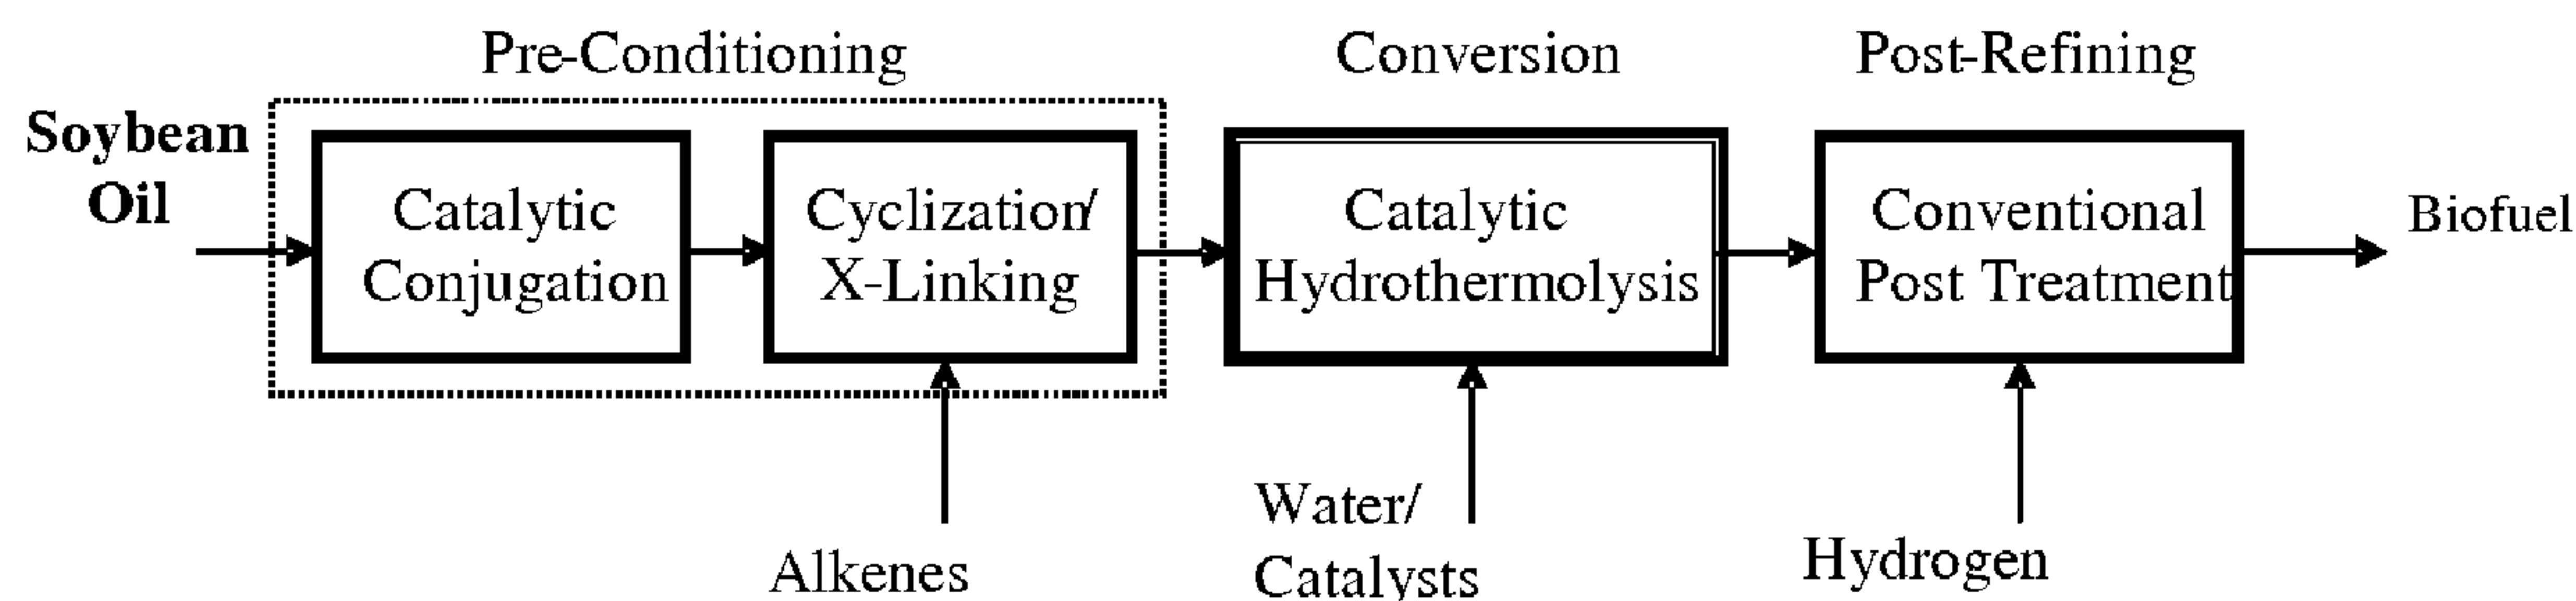 Pre-Conditioning
Conversion
Post-Refining
Soybean
Oil
Catalytic
Conjugation
Cyclization/
X-Linking
Catalytic
Hydrothermolysis
Conventional
Post Treatment
Biofuel
Alkenes
Water/
Catalysts
Hydrogen